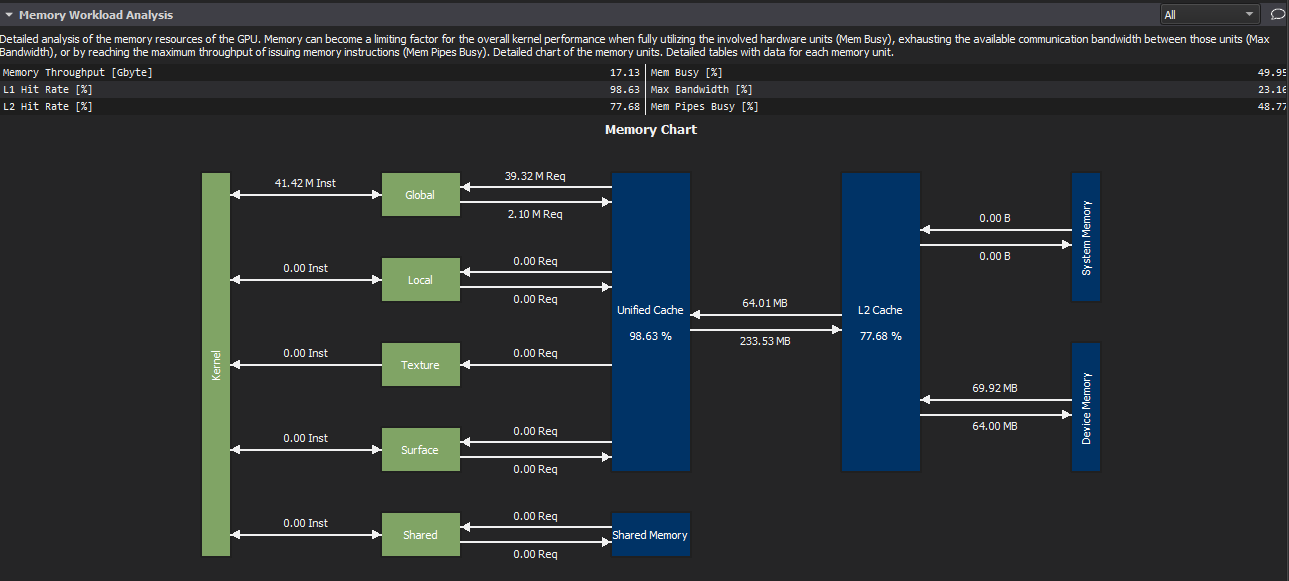 Memory Workload Analysis
All
Detailed analysis of the memory resources of the GPU. Memory can become a limiting factor for the overall kernel performance when fully utilizing the involved hardware units (Mem Busy), exhausting the available communication bandwidth between those units (Max
Bandwidth), or by reaching the maximum throughput of issuing memory instructions (Mem Pipes Busy). Detailed chart of the memory units. Detailed tables with data for each memory unit.
Memory Throughput [Gbyte] 17.13 Mem Busy [%] 49.95
L1 Hit Rate [%] 98.63 Max Bandwidth [%] 23.16
L2 Hit Rate [%] 77.68 Mem Pipes Busy [%] 48.77
Memory Chart
Kernel
41.42 M Inst
Global
39.32 M Req
2.10 M Req
0.00 Inst
Local
0.00 Req
0.00 Req
0.00 Inst
Texture
0.00 Req
0.00 Inst
Surface
0.00 Req
0.00 Req
0.00 Inst
Shared
0.00 Req
0.00 Req
Unified Cache
98.63 %
Shared Memory
64.01 MB
233.53 MB
L2 Cache
77.68 %
0.00 B
0.00 B
System Memory
69.92 MB
64.00 MB
Device Memory